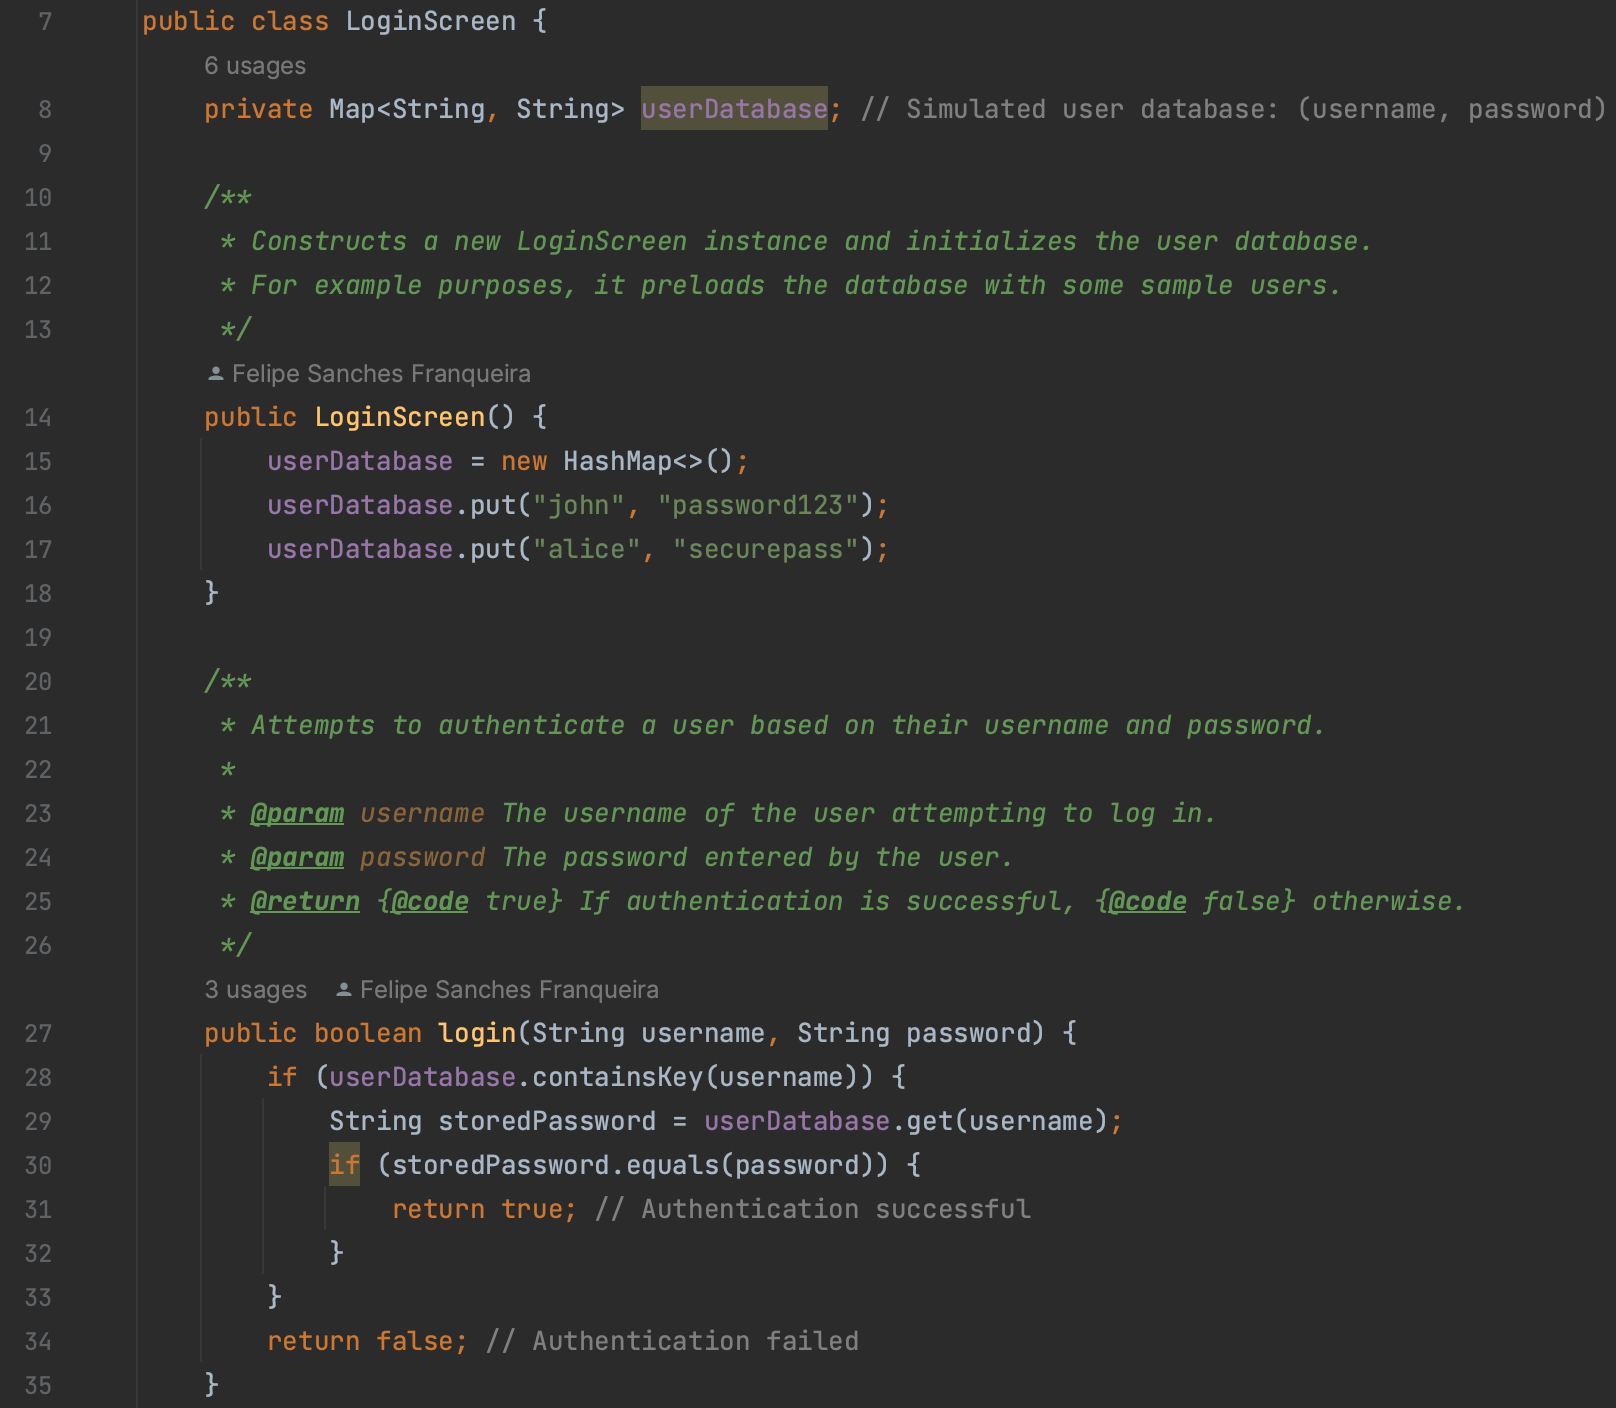 7 public class LoginScreen {
6 usages
8 private Map<String, String> userDatabase; // Simulated user database: (username, password)
9
10 /**
11 * Constructs a new LoginScreen instance and initializes the user database.
12 * For example purposes, it preloads the database with some sample users.
13 */
Felipe Sanches Franqueira
14 public LoginScreen() {
15 userDatabase = new HashMap<>();
16 userDatabase.put("john", "password123");
17 userDatabase.put("alice", "securepass");
18 }
19
20 /**
21 * Attempts to authenticate a user based on their username and password.
22 *
23 * @param username The username of the user attempting to log in.
24 * @param password The password entered by the user.
25 * @return {@code true} If authentication is successful, {@code false} otherwise.
26 */
3 usages Felipe Sanches Franqueira
27 public boolean login(String username, String password) {
28 if (userDatabase.containsKey(username)) {
29 String storedPassword = userDatabase.get(username);
30 if (storedPassword.equals(password)) {
31 return true; // Authentication successful
32 }
33 }
34 return false; // Authentication failed
35 }